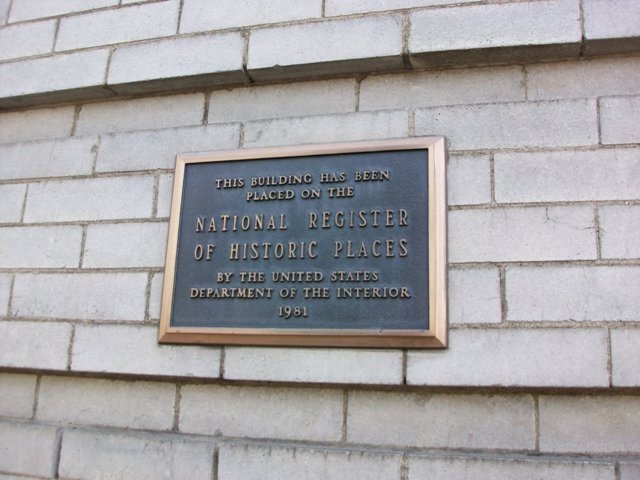 THIS BUILDING HAS BEEN
PLACED ON THE
NATIONAL REGISTER
OF HISTORIC PLACES
BY THE UNITED STATES
DEPARTMENT OF THE INTERIOR
1981